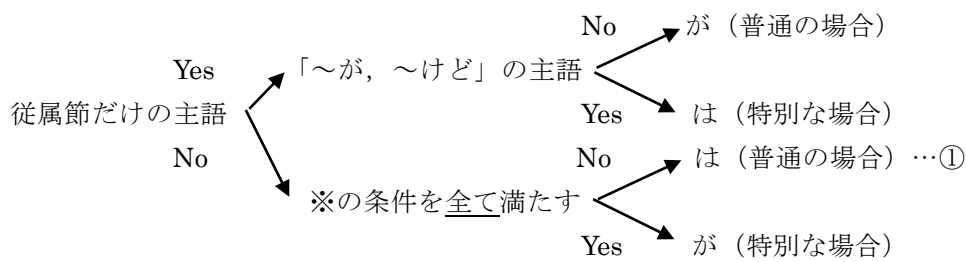 No が（普通の場合）
Yes 「～が，～けど」の主語
従属節だけの主語 Yes は（特別な場合）
No No は（普通の場合）…①
※の条件を全て満たす
Yes が（特別な場合）